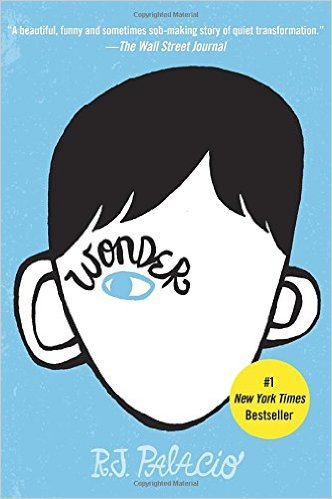 "A beautiful, funny and sometimes sob-making story of quiet transformation."
—The Wall Street Journal
WONDER
#1
New York Times
Bestseller
R.J. PALACIO